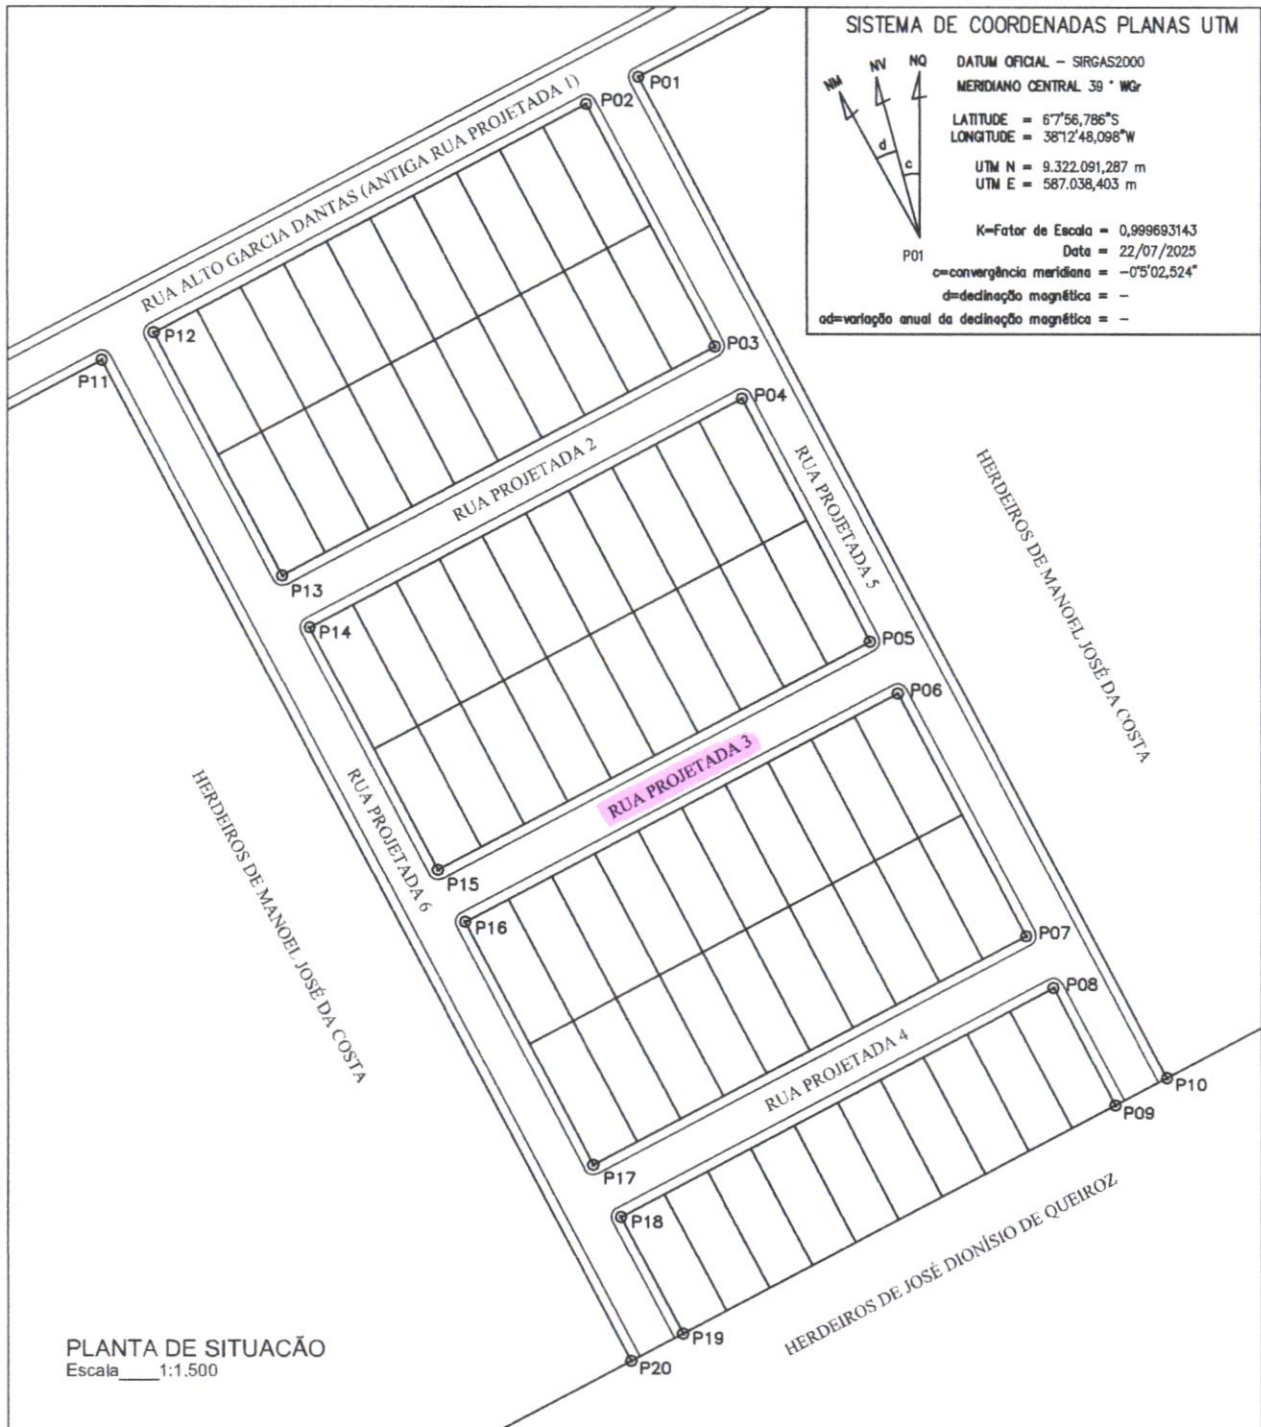 SISTEMA DE COORDENADAS PLANAS UTM
NM
NV
NQ
d
c
P01
DATUM OFICIAL - SIRGAS2000
MERIDIANO CENTRAL 39 ° WGr
LATITUDE = 6°7'56,786"S
LONGITUDE = 38°12'48,098"W
UTM N = 9.322.091,287 m
UTM E = 587.038,403 m
K=Fator de Escala = 0,999693143
Data = 22/07/2025
c=convergência meridiana = -0°5'02,524"
d=declinação magnética = -
ad=variação anual da declinação magnética = -
P01
P02
RUA ALTO GARCIA DANTAS (ANTIGA RUA PROJETADA 1)
P12
P11
P03
P04
RUA PROJETADA 2
RUA PROJETADA 5
HERDEIROS DE MANOEL JOSÉ DA COSTA
P13
P14
P05
P06
RUA PROJETADA 3
RUA PROJETADA 6
HERDEIROS DE MANOEL JOSÉ DA COSTA
P15
P16
P07
P08
RUA PROJETADA 4
P10
P09
P17
P18
HERDEIROS DE JOSÉ DIONÍSIO DE QUEIROZ
P19
P20
PLANTA DE SITUACÃO
Escala____1:1.500